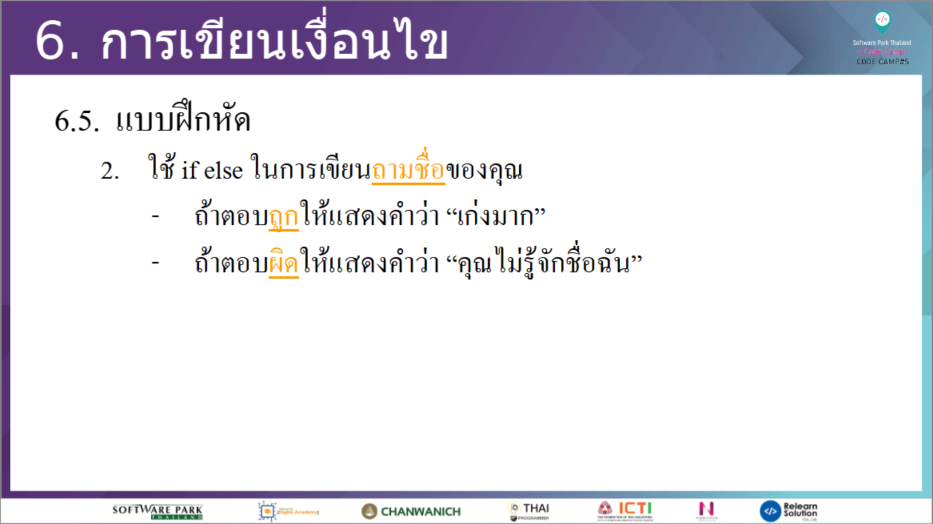 6. การเขียนเงื่อนไข
Software Park Thailand
CODE CAMP#5
6.5. แบบฝึกหัด
2. ใช้ if else ในการเขียนถามชื่อของคุณ
- ถ้าตอบถูกให้แสดงคำว่า “เก่งมาก”
- ถ้าตอบผิดให้แสดงคำว่า “คุณไม่รู้จักชื่อฉัน”
SOFTWARE PARK
THAILAND
Digital Academy
CHANWANICH
THAI
PROGRAMMER
ICTI
Relearn
Solution